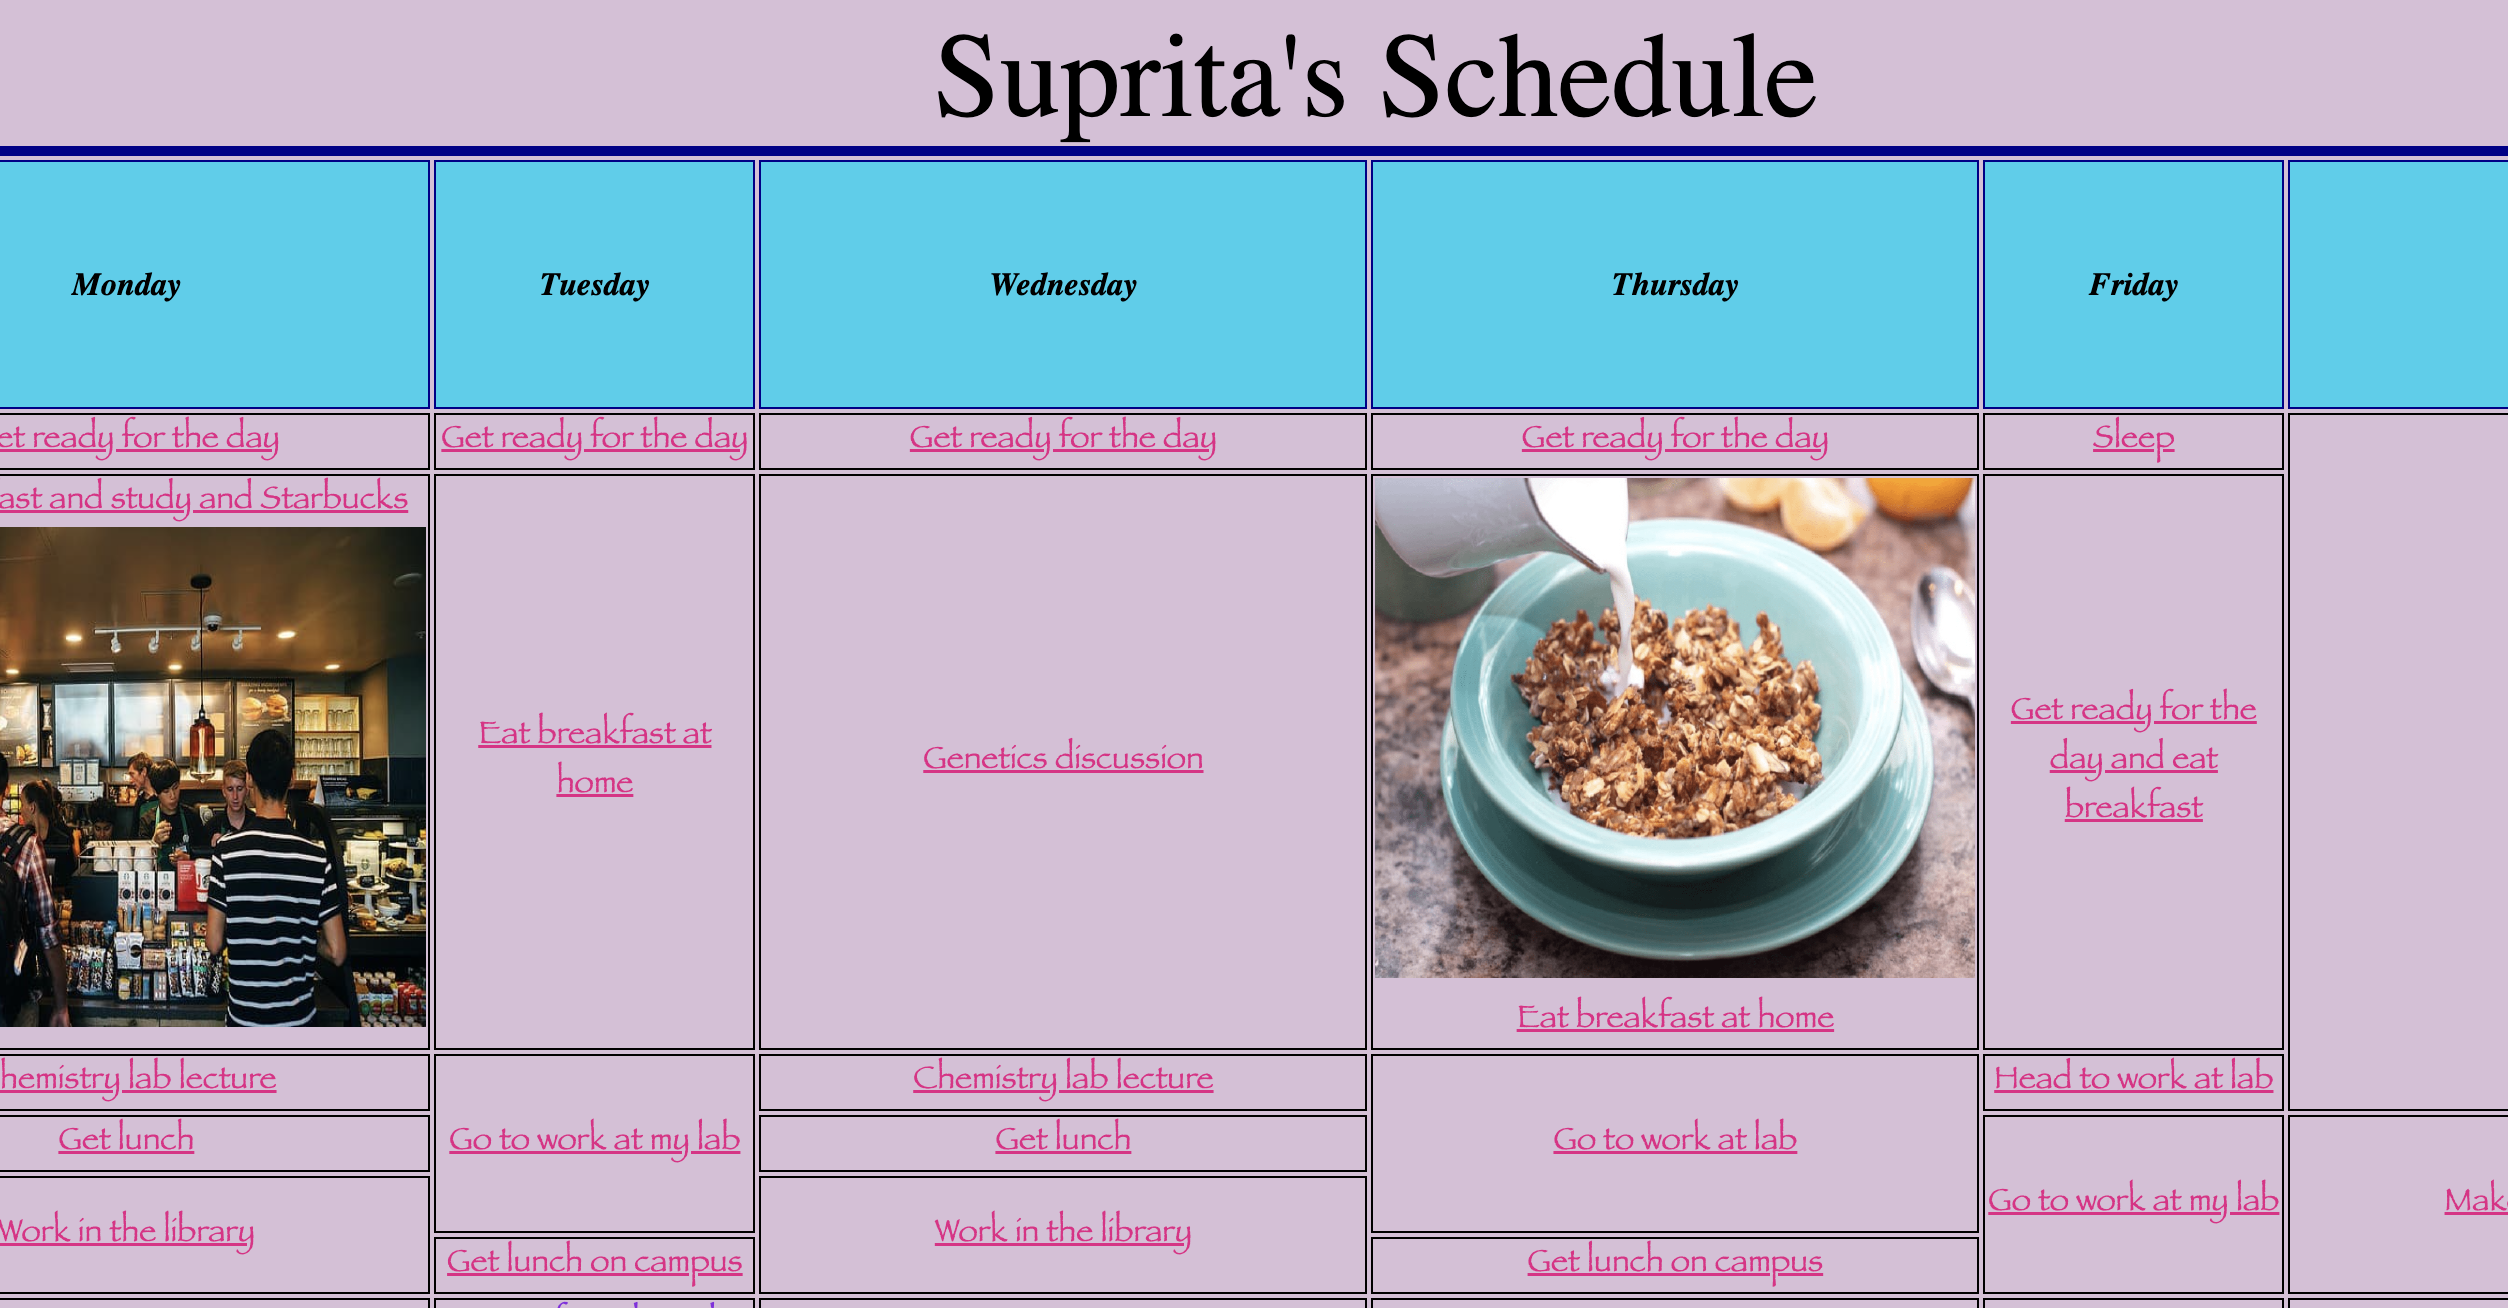 Suprita's Schedule
Monday
Tuesday
Wednesday
Thursday
Friday
et ready for the day
Get ready for the day
Get ready for the day
Get ready for the day
Sleep
ast and study and Starbucks
Eat breakfast at
home
Genetics discussion
Eat breakfast at home
Get ready for the
day and eat
breakfast
hemistry lab lecture
Go to work at my lab
Chemistry lab lecture
Go to work at lab
Head to work at lab
Get lunch
Get lunch
Go to work at my lab
Work in the library
Get lunch on campus
Work in the library
Get lunch on campus